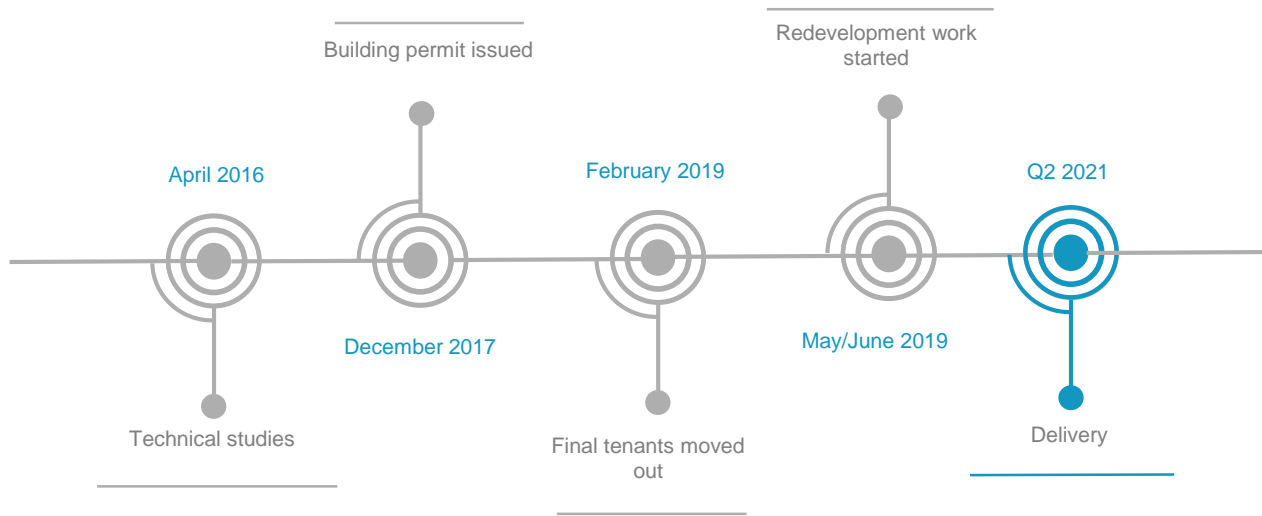 Building permit issued
Redevelopment work
started
April 2016
February 2019
Q2 2021
December 2017
May/June 2019
Technical studies
Final tenants moved
out
Delivery